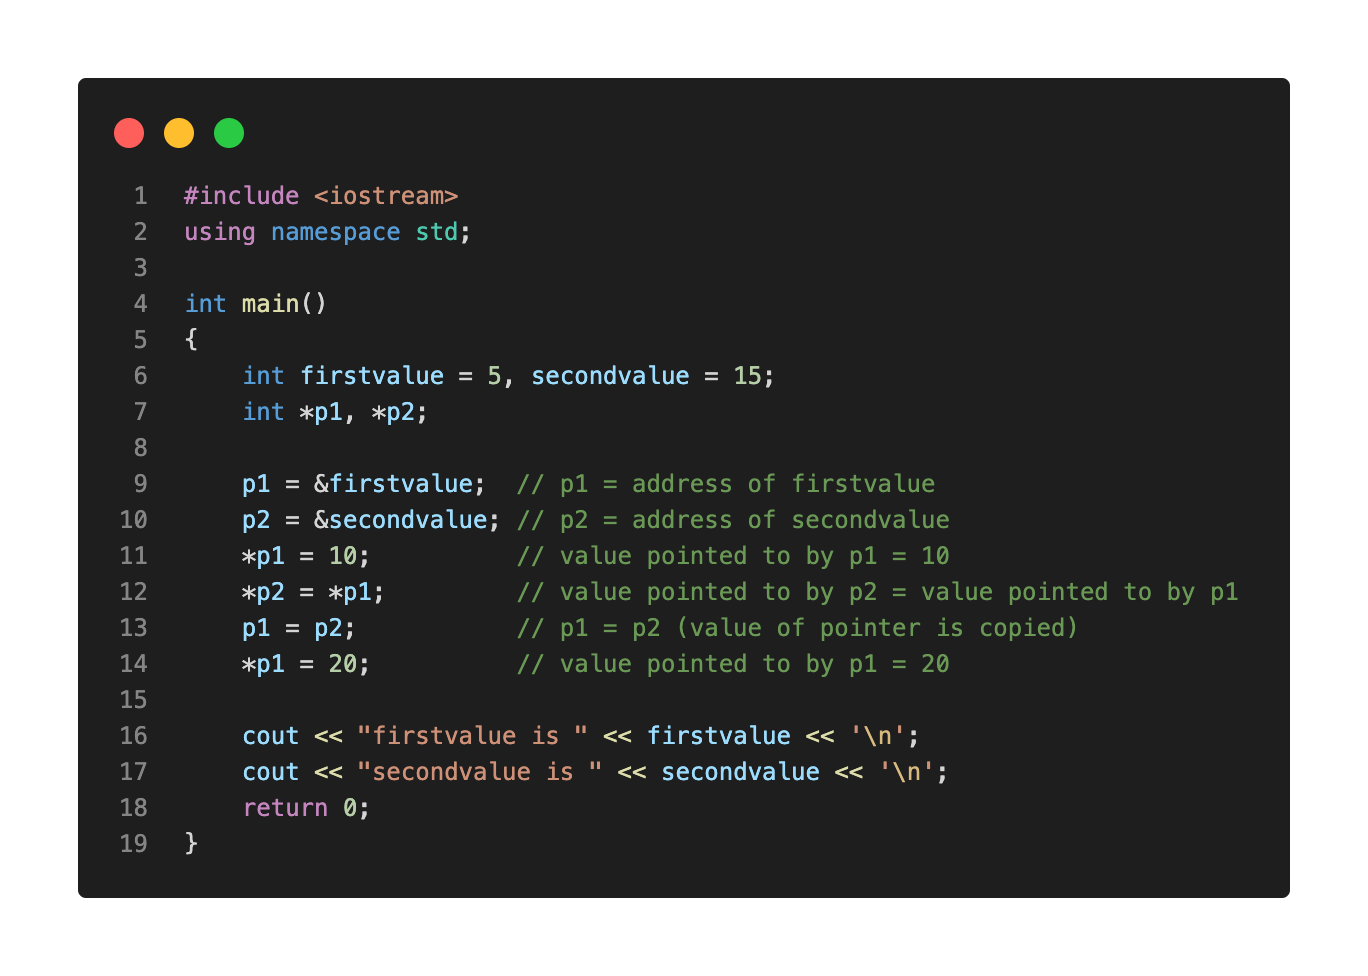 1 #include <iostream>
2 using namespace std;
3
4 int main()
5 {
6     int firstvalue = 5, secondvalue = 15;
7     int *p1, *p2;
8
9     p1 = &firstvalue;  // p1 = address of firstvalue
10     p2 = &secondvalue; // p2 = address of secondvalue
11     *p1 = 10;          // value pointed to by p1 = 10
12     *p2 = *p1;         // value pointed to by p2 = value pointed to by p1
13     p1 = p2;           // p1 = p2 (value of pointer is copied)
14     *p1 = 20;          // value pointed to by p1 = 20
15
16     cout << "firstvalue is " << firstvalue << '\n';
17     cout << "secondvalue is " << secondvalue << '\n';
18     return 0;
19 }